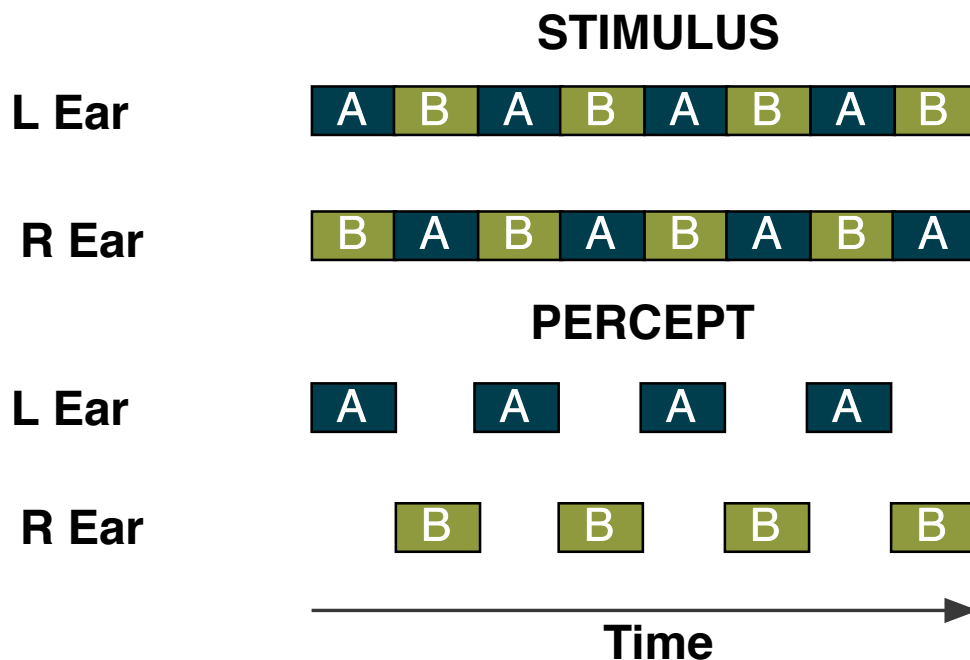 STIMULUS
L Ear A B A B A B A B
R Ear B A B A B A B A
PERCEPT
L Ear A A A A
R Ear B B B B
Time